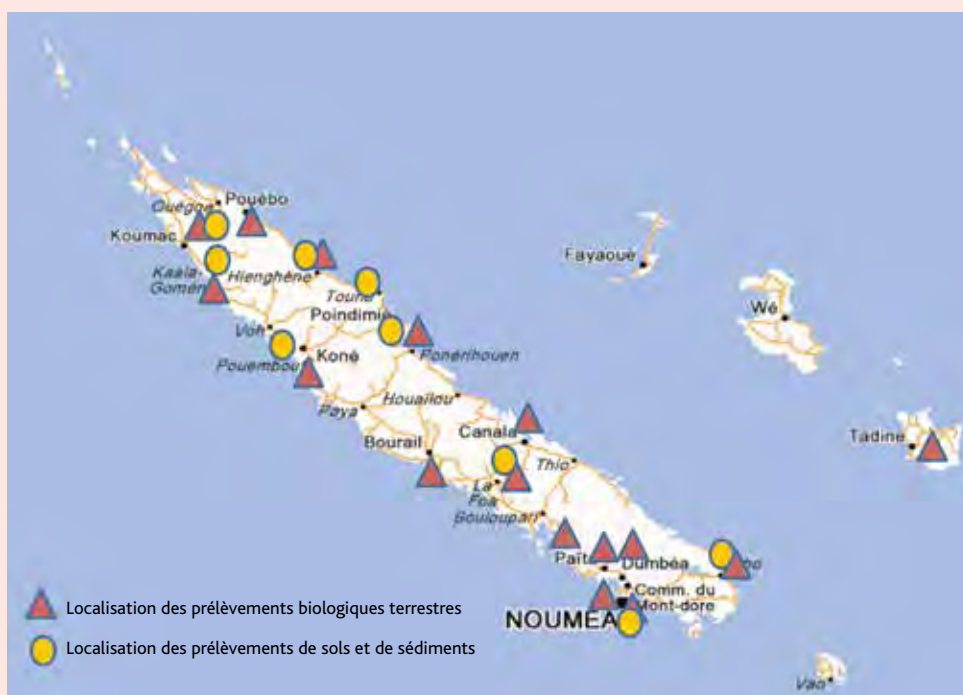 Pouébo
Ouégoa
Koumac
Kaala-
Gomen
Hienghène
Touho
Poindimié
Voh
Koné
Pouembout
Ponérihouen
Poya
Houaïlou
Bourail
Canala
Thio
La
Foa
Bouloupari
Païta
Dumbéa
Comm. du
Mont-dore
NOUMEA
Fayaoué
Wé
Tadine
Vao
Localisation des prélèvements biologiques terrestres
Localisation des prélèvements de sols et de sédiments